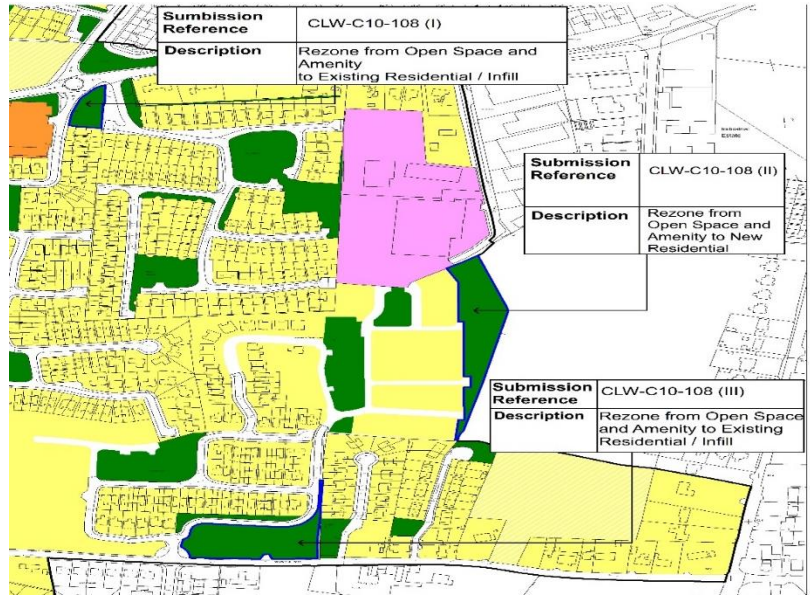 Sumbission Reference
CLW-C10-108 (I)
Description
Rezone from Open Space and
Amenity
to Existing Residential / Infill
Submission
Reference
CLW-C10-108 (II)
Description
Rezone from
Open Space and
Amenity to New
Residential
Submission
Reference
CLW-C10-108 (III)
Description
Rezone from Open Space
and Amenity to Existing
Residential / Infill